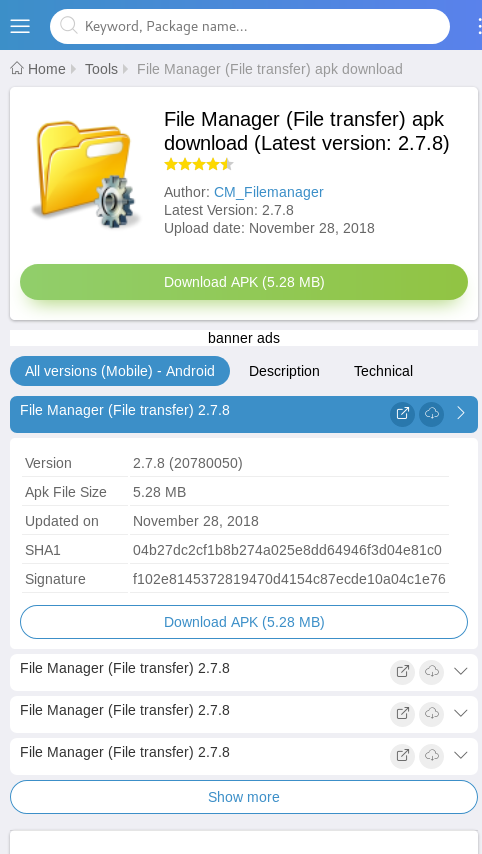 Keyword, Package name...
Home Tools File Manager (File transfer) apk download
File Manager (File transfer) apk
download (Latest version: 2.7.8)
Author: CM_Filemanager
Latest Version: 2.7.8
Upload date: November 28, 2018
Download APK (5.28 MB)
banner ads
All versions (Mobile) - Android Description Technical
File Manager (File transfer) 2.7.8
Version 2.7.8 (20780050)
Apk File Size 5.28 MB
Updated on November 28, 2018
SHA1 04b27dc2cf1b8b274a025e8dd64946f3d04e81c0
Signature f102e8145372819470d4154c87ecde10a04c1e76
Download APK (5.28 MB)
File Manager (File transfer) 2.7.8
File Manager (File transfer) 2.7.8
File Manager (File transfer) 2.7.8
Show more